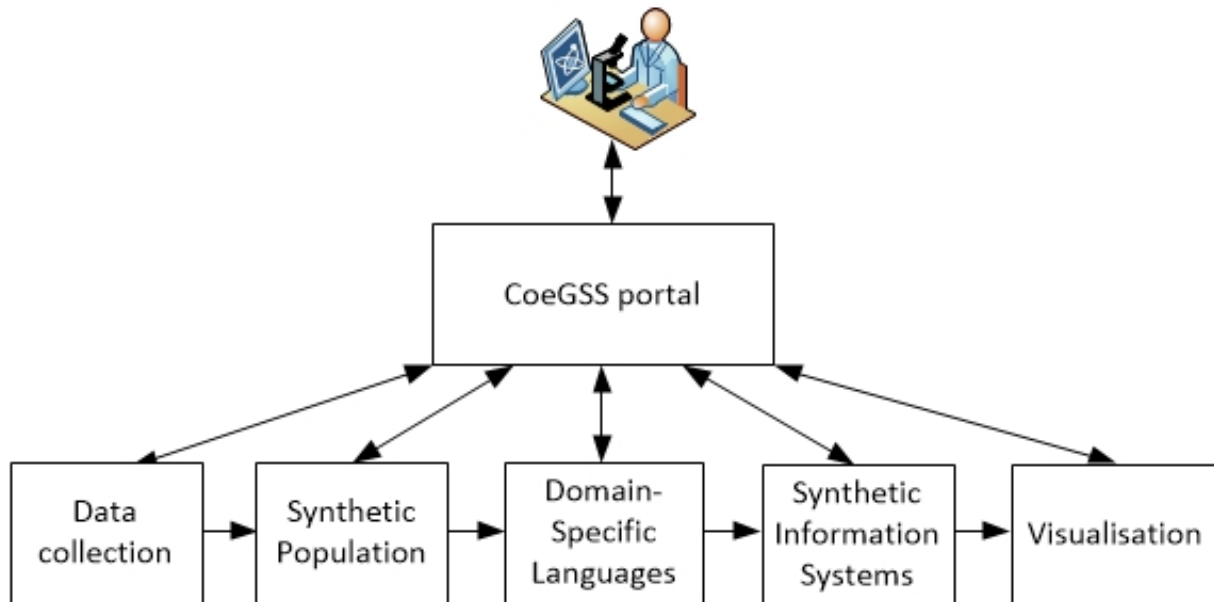 CoeGSS portal
Data
collection
Synthetic
Population
Domain-
Specific
Languages
Synthetic
Information
Systems
Visualisation